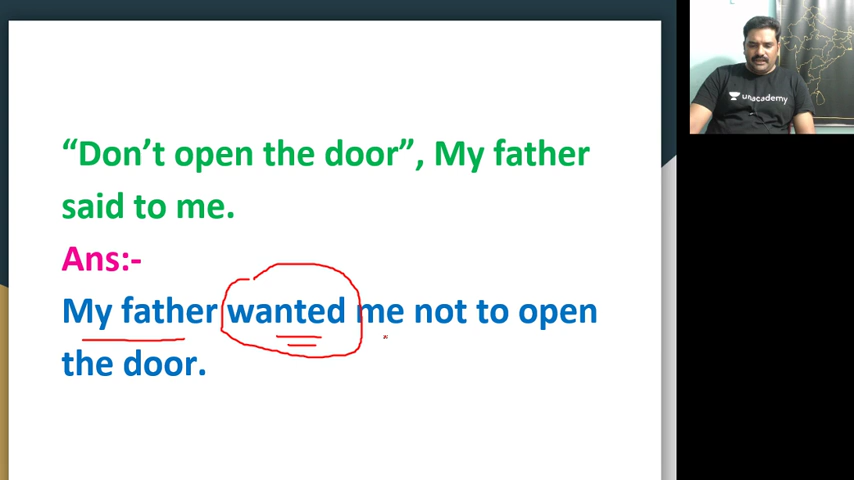 “Don’t open the door”, My father
said to me.
Ans:-
My father wanted me not to open
the door.
unacademy